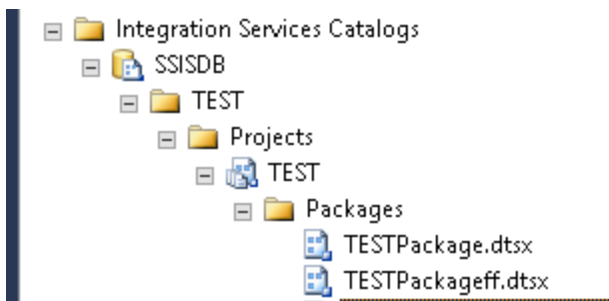 Integration Services Catalogs
SSISDB
TEST
Projects
TEST
Packages
TESTPackage.dtsx
TESTPackageff.dtsx